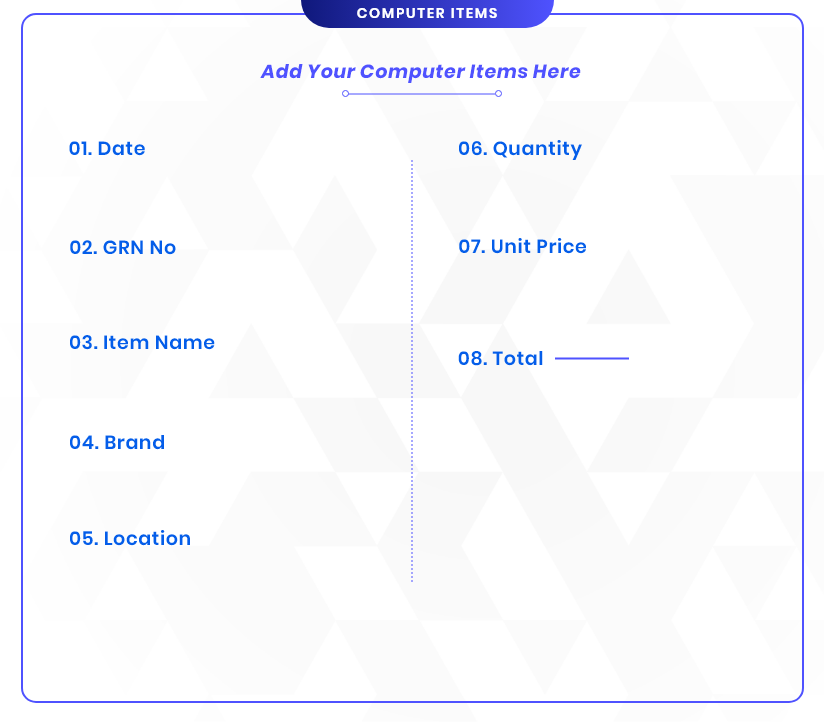 COMPUTER ITEMS
Add Your Computer Items Here
01. Date
02. GRN No
03. Item Name
04. Brand
05. Location
06. Quantity
07. Unit Price
08. Total